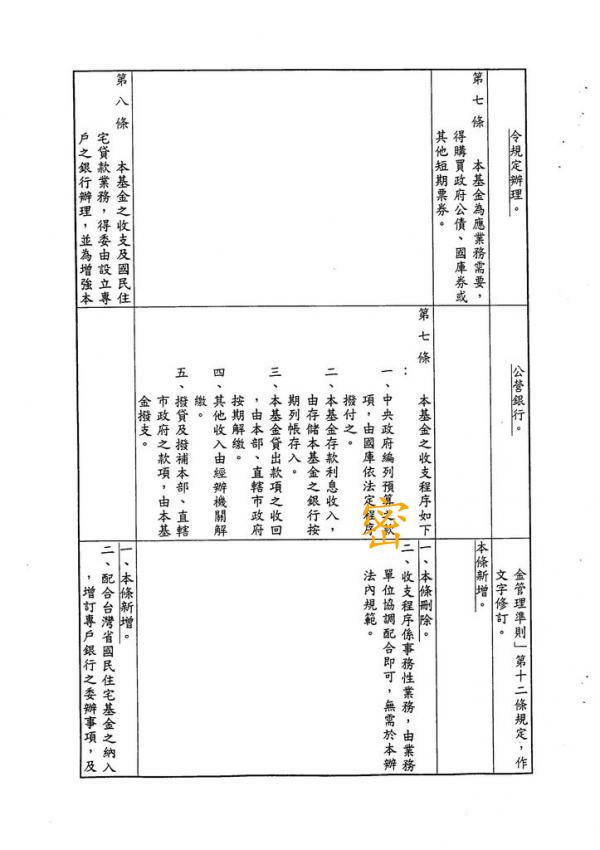 令規定辦理。
公營銀行。
金管理準則」第十二條規定，作
文字修訂。
第七條　本基金為應業務需要，
得購買政府公債、國庫券或
其他短期票券。
本條新增。
第七條　本基金之收支程序如下
：
一、中央政府編列預算之款
項，由國庫依法定程序
撥付之。
二、本基金存款利息收入，
由存儲本基金之銀行按
期列帳存入。
三、本基金貸出款項之收回
，由本部、直轄市政府
按期解繳。
四、其他收入由經辦機關解
繳。
五、撥貸及撥補本部、直轄
市政府之款項，由本基
金撥支。
一、本條刪除。
二、收支程序係事務性業務，由業務
單位協調配合即可，無需於本辦
法內規範。
第八條　本基金之收支及國民住
宅貸款業務，得委由設立專
戶之銀行辦理，並為增強本
一、本條新增。
二、配合台灣省國民住宅基金之納入
，增訂專戶銀行之委辦事項，及
密